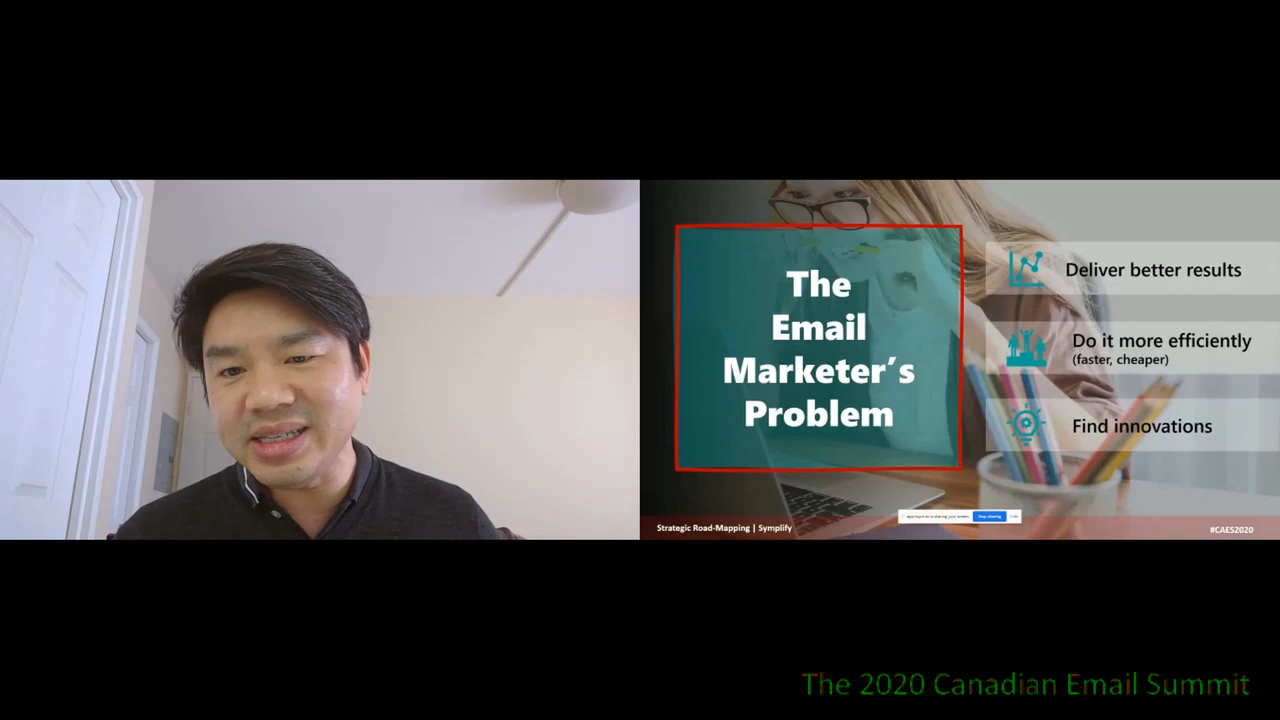 The
Email
Marketer's
Problem
Deliver better results
Do it more efficiently
(faster, cheaper)
Find innovations
Stop sharing
Hide
Strategic Road-Mapping | Symplify
#CAES2020
The 2020 Canadian Email Summit